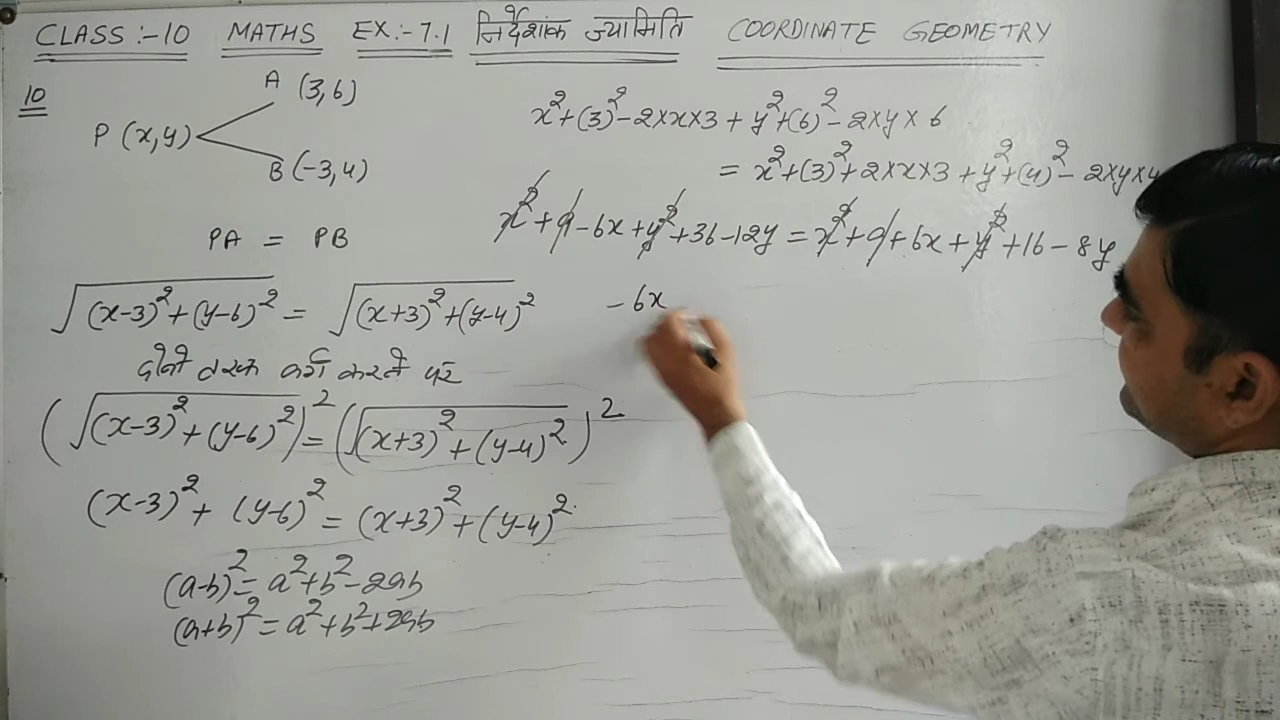 CLASS :- 10 MATHS EX :- 7.1 निर्देशांक ज्यामिति COORDINATE GEOMETRY
10
A (3,6)
P (x,y)
B (-3,4)
PA = PB
√(x-3)²+(y-6)² = √(x+3)²+(y-4)²
दोनों तरफ वर्ग करने पर
(√(x-3)²+(y-6)²)² = (√(x+3)²+(y-4)²)²
(x-3)² + (y-6)² = (x+3)² + (y-4)²
(a-b)² = a²+b²-2ab
(a+b)² = a²+b²+2ab
x²+(3)²-2×x×3 + y²+(6)²-2×y×6
= x²+(3)²+2×x×3+y²+(4)²-2×y×4
x²+9-6x+y²+36-12y = x²+9+6x+y²+16-8y
-6x